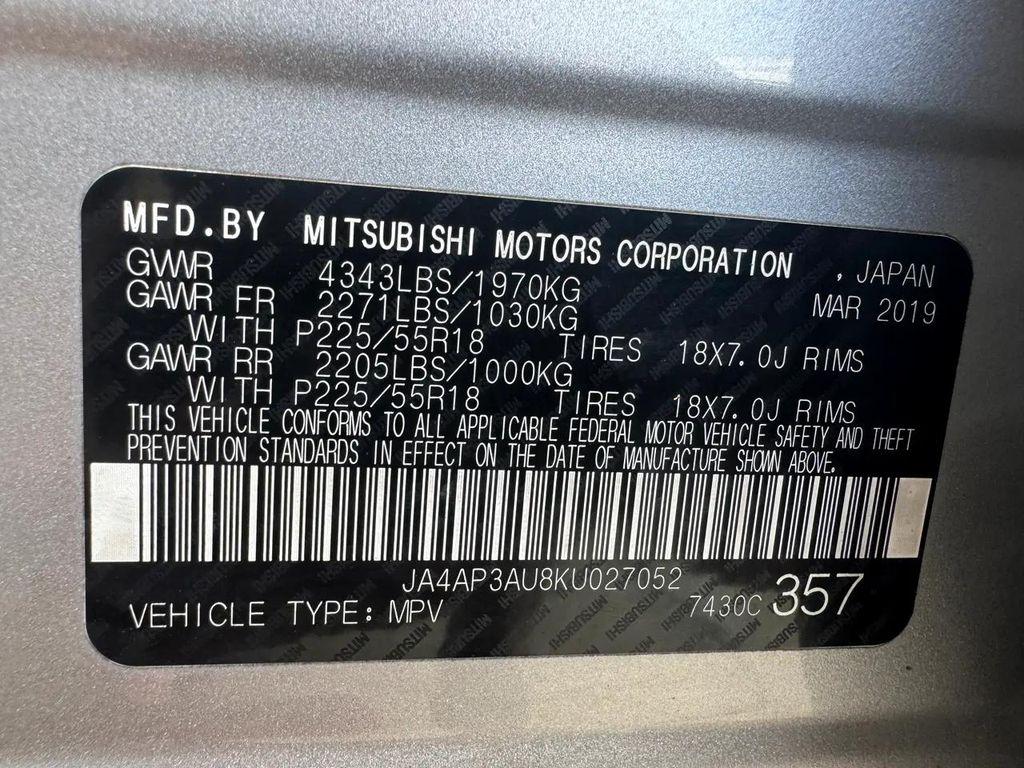 MFD.BY MITSUBISHI MOTORS CORPORATION , JAPAN
GVWR 4343LBS/1970KG MAR 2019
GAWR FR 2271LBS/1030KG
WITH P225/55R18 TIRES 18X7.0J RIMS
GAWR RR 2205LBS/1000KG
WITH P225/55R18 TIRES 18X7.0J RIMS
THIS VEHICLE CONFORMS TO ALL APPLICABLE FEDERAL MOTOR VEHICLE SAFETY AND THEFT
PREVENTION STANDARDS IN EFFECT ON THE DATE OF MANUFACTURE SHOWN ABOVE.
JA4AP3AU8KU027052
VEHICLE TYPE: MPV 7430C 357